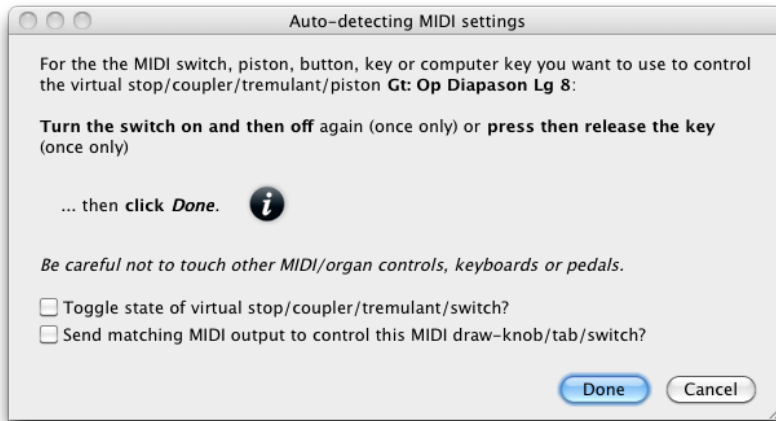 Auto-detecting MIDI settings
For the the MIDI switch, piston, button, key or computer key you want to use to control
the virtual stop/coupler/tremulant/piston Gt: Op Diapason Lg 8:
Turn the switch on and then off again (once only) or press then release the key
(once only)
... then click Done.
Be careful not to touch other MIDI/organ controls, keyboards or pedals.
Toggle state of virtual stop/coupler/tremulant/switch?
Send matching MIDI output to control this MIDI draw-knob/tab/switch?
Done Cancel